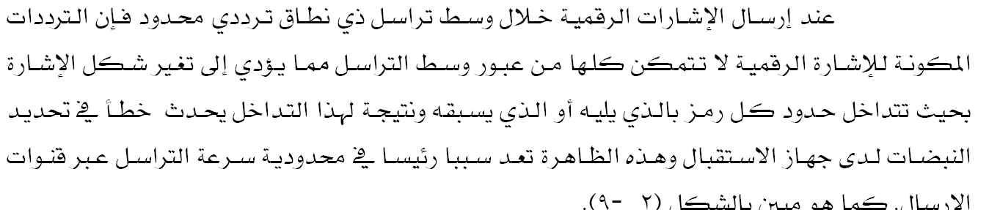 عند إرسال الإشارات الرقمية خلال وسط تراسل ذي نطاق ترددي محدود فإن الترددات
المكونة للإشارة الرقمية لا تتمكن كلها من عبور وسط التراسل مما يؤدي إلى تغير شكل الإشارة
بحيث تتداخل حدود كل رمز بالذي يليه أو الذي يسبقه ونتيجة لهذا التداخل يحدث خطأ في تحديد
النبضات لدى جهاز الاستقبال وهذه الظاهرة تعد سببا رئيسا في محدودية سرعة التراسل عبر قنوات
الإرسال. كما هو مبين بالشكل (٢ -٩).